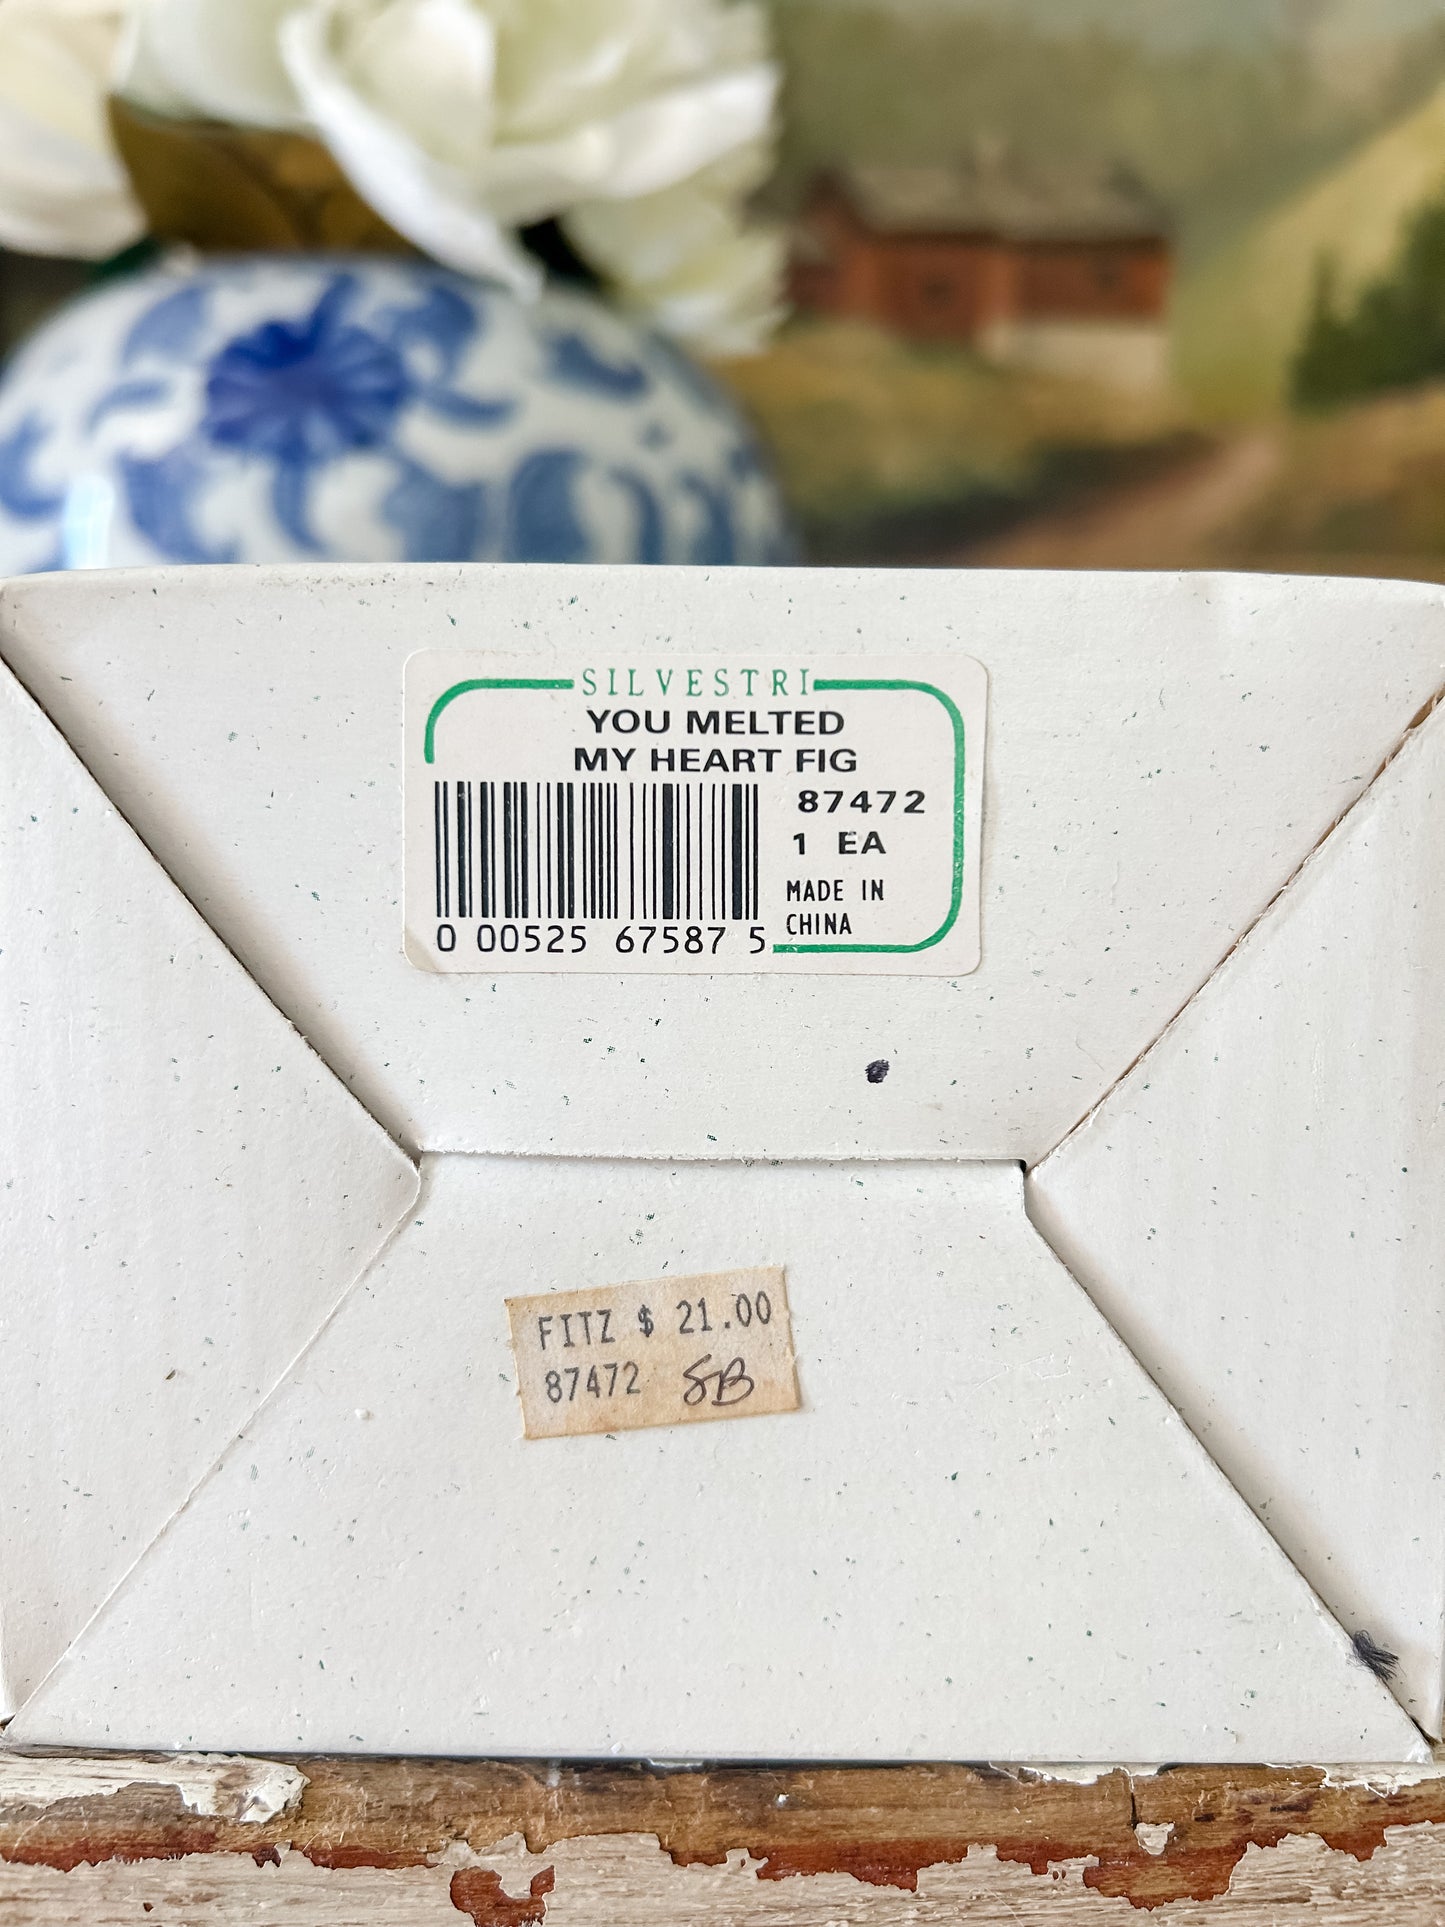 SILVESTRI
YOU MELTED
MY HEART FIG
87472
1 EA
MADE IN
CHINA
0 00525 67587 5
FITZ $ 21.00
87472 SB